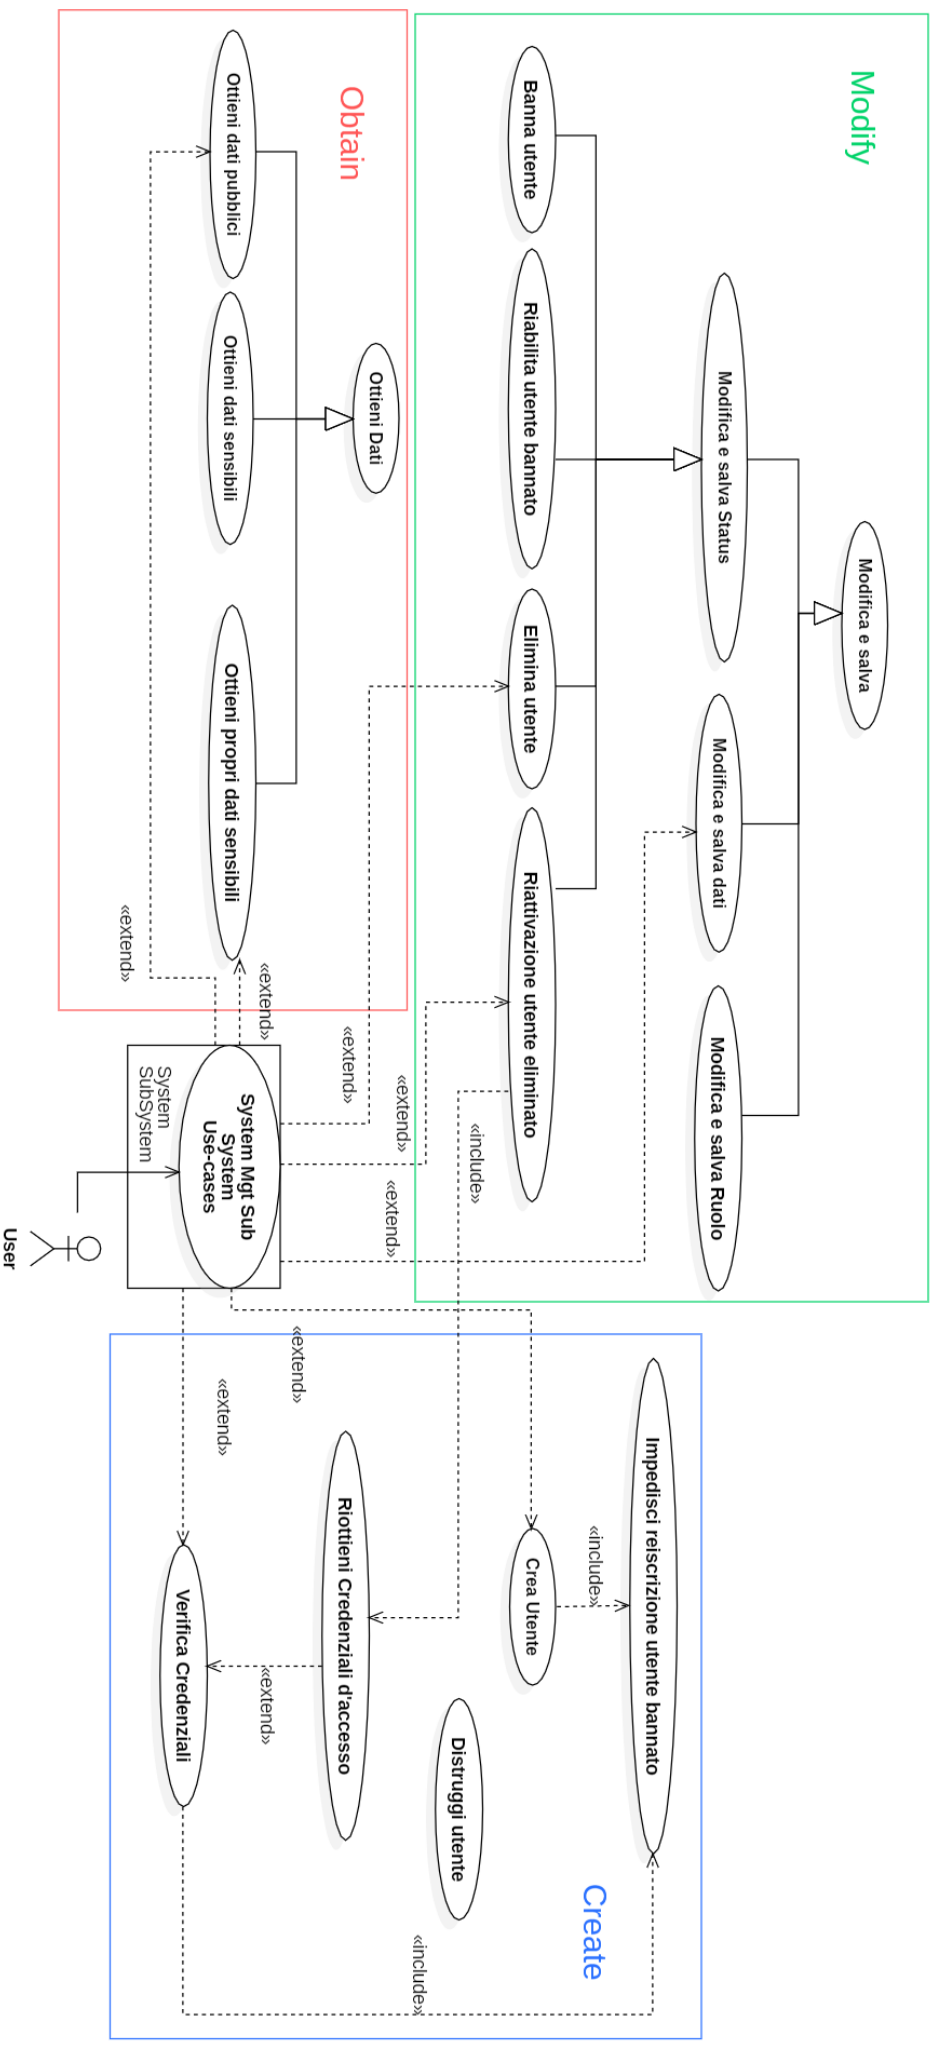 Obtain
Ottieni Dati
Ottieni dati pubblici
Ottieni dati sensibili
Ottieni propri dati sensibili
«extend»
«extend»
Modify
Modifica e salva
Modifica e salva Status
Modifica e salva dati
Modifica e salva Ruolo
Banna utente
Riabilita utente bannato
Elimina utente
Riattivazione utente eliminato
«extend»
«extend»
«include»
«extend»
System Mgt Sub
System
Use-cases
System
SubSystem
User
«extend»
«extend»
Create
Impedisci reiscrizione utente bannato
«include»
Crea Utente
Distruggi utente
Riottieni Credenziali d'accesso
«extend»
Verifica Credenziali
«include»